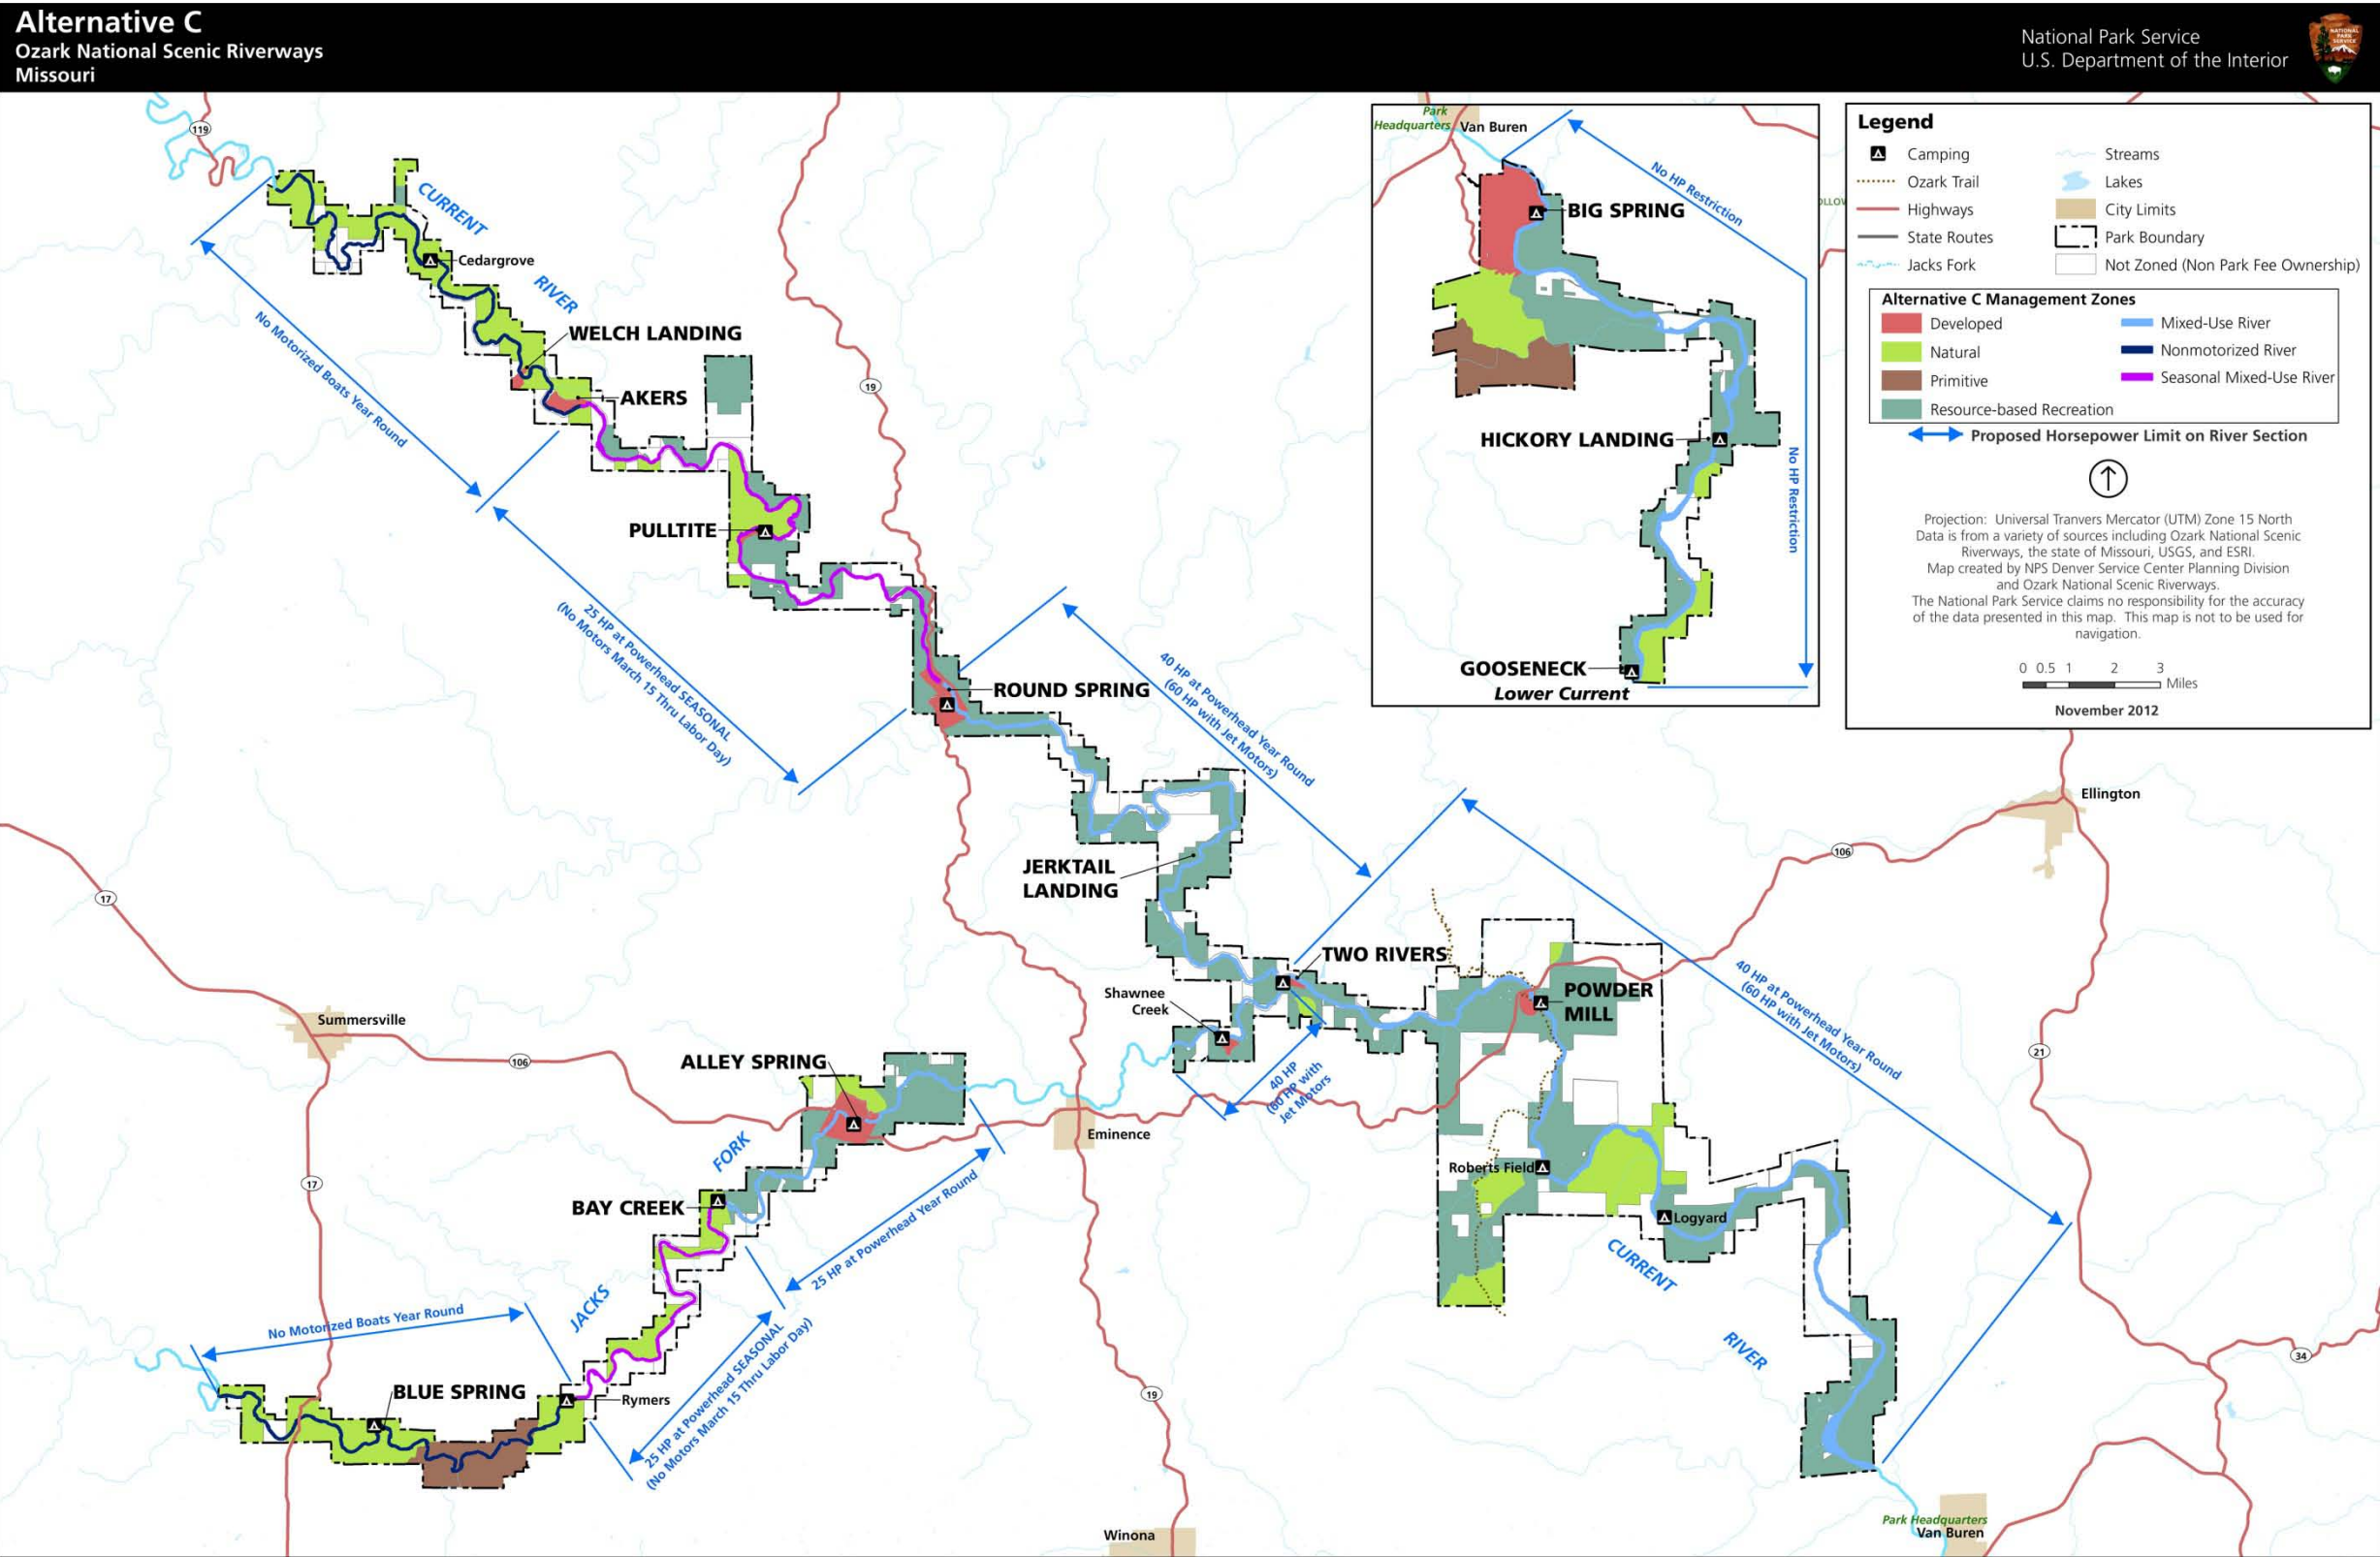 Alternative C
Ozark National Scenic Riverways
Missouri
National Park Service
U.S. Department of the Interior
NATIONAL
PARK
SERVICE
119
CURRENT
Cedargrove
RIVER
WELCH LANDING
No Motorized Boats Year Round
AKERS
19
PULLTITE
25 HP at Powerhead SEASONAL
(No Motors March 15 Thru Labor Day)
ROUND SPRING
40 HP at Powerhead Year Round
(60 HP with Jet Motors)
JERKTAIL
LANDING
17
TWO RIVERS
Shawnee
Creek
POWDER
MILL
40 HP at Powerhead Year Round
(60 HP with Jet Motors)
106
Ellington
21
Summersville
106
ALLEY SPRING
40 HP
(60 HP with
Jet Motors
Eminence
FORK
Roberts Field
17
BAY CREEK
25 HP at Powerhead Year Round
Logyard
CURRENT
JACKS
RIVER
No Motorized Boats Year Round
25 HP at Powerhead SEASONAL
(No Motors March 15 Thru Labor Day)
34
BLUE SPRING
Rymers
19
Winona
Park Headquarters
Van Buren
Park
Headquarters
Van Buren
No HP Restriction
BIG SPRING
HICKORY LANDING
No HP Restriction
GOOSENECK
Lower Current
OLLOW
Legend
Camping
Ozark Trail
Highways
State Routes
Jacks Fork
Streams
Lakes
City Limits
Park Boundary
Not Zoned (Non Park Fee Ownership)
Alternative C Management Zones
Developed
Natural
Primitive
Resource-based Recreation
Mixed-Use River
Nonmotorized River
Seasonal Mixed-Use River
Proposed Horsepower Limit on River Section
Projection: Universal Tranvers Mercator (UTM) Zone 15 North
Data is from a variety of sources including Ozark National Scenic
Riverways, the state of Missouri, USGS, and ESRI.
Map created by NPS Denver Service Center Planning Division
and Ozark National Scenic Riverways.
The National Park Service claims no responsibility for the accuracy
of the data presented in this map. This map is not to be used for
navigation.
0 0.5 1 2 3
Miles
November 2012